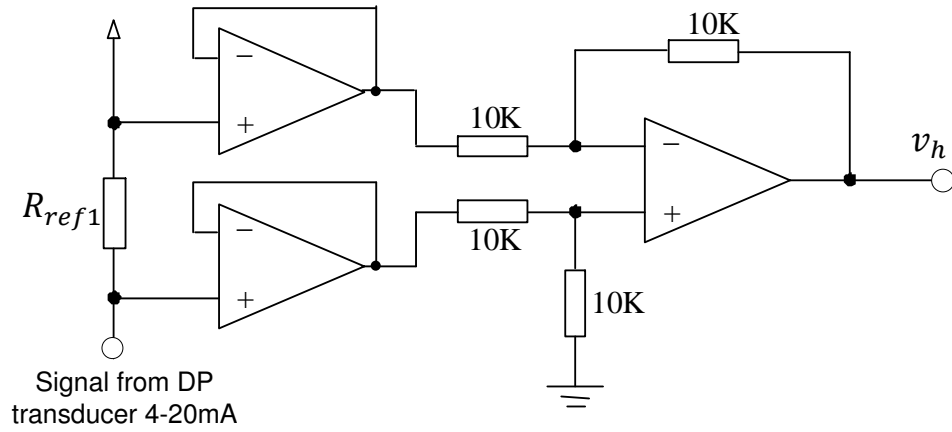 10K
−
+
10K
−
+
v_h
R_ref1
−
+
10K
10K
Signal from DP
transducer 4-20mA